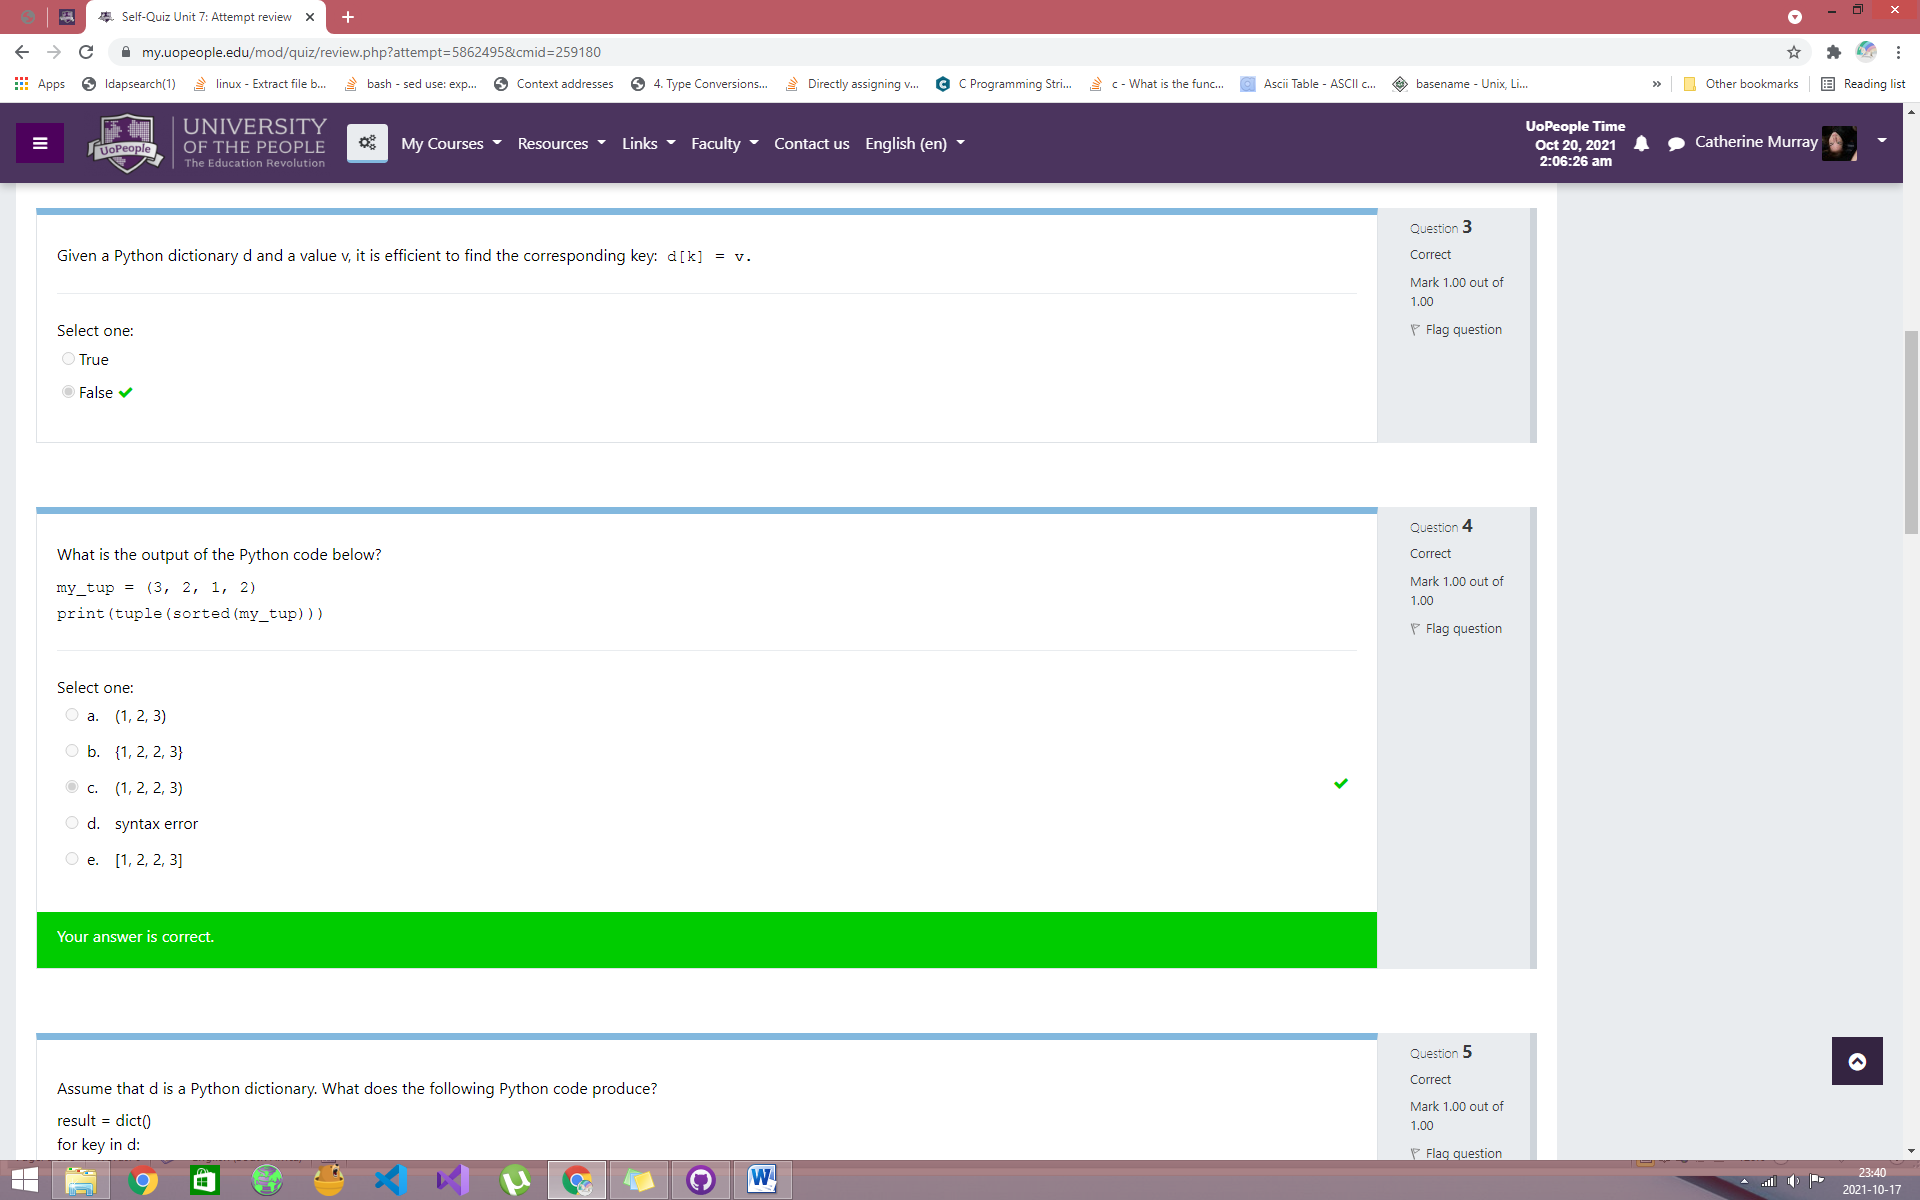 Self-Quiz Unit 7: Attempt review
my.uopeople.edu/mod/quiz/review.php?attempt=5862495&cmid=259180
Apps
ldapsearch(1)
linux - Extract file b...
bash - sed use: exp...
Context addresses
4. Type Conversions...
Directly assigning v...
C Programming Stri...
c - What is the func...
Ascii Table - ASCII c...
basename - Unix, Li...
»
Other bookmarks
Reading list
UoPeople
UNIVERSITY
OF THE PEOPLE
The Education Revolution
My Courses
Resources
Links
Faculty
Contact us
English (en)
UoPeople Time
Oct 20, 2021
2:06:26 am
Catherine Murray
Given a Python dictionary d and a value v, it is efficient to find the corresponding key: d[k] = v.
Select one:
True
False
Question 3
Correct
Mark 1.00 out of
1.00
Flag question
What is the output of the Python code below?
my_tup = (3, 2, 1, 2)
print(tuple(sorted(my_tup)))
Select one:
a. (1, 2, 3)
b. {1, 2, 2, 3}
c. (1, 2, 2, 3)
d. syntax error
e. [1, 2, 2, 3]
Your answer is correct.
Question 4
Correct
Mark 1.00 out of
1.00
Flag question
Assume that d is a Python dictionary. What does the following Python code produce?
result = dict()
for key in d:
Question 5
Correct
Mark 1.00 out of
1.00
Flag question
23:40
2021-10-17